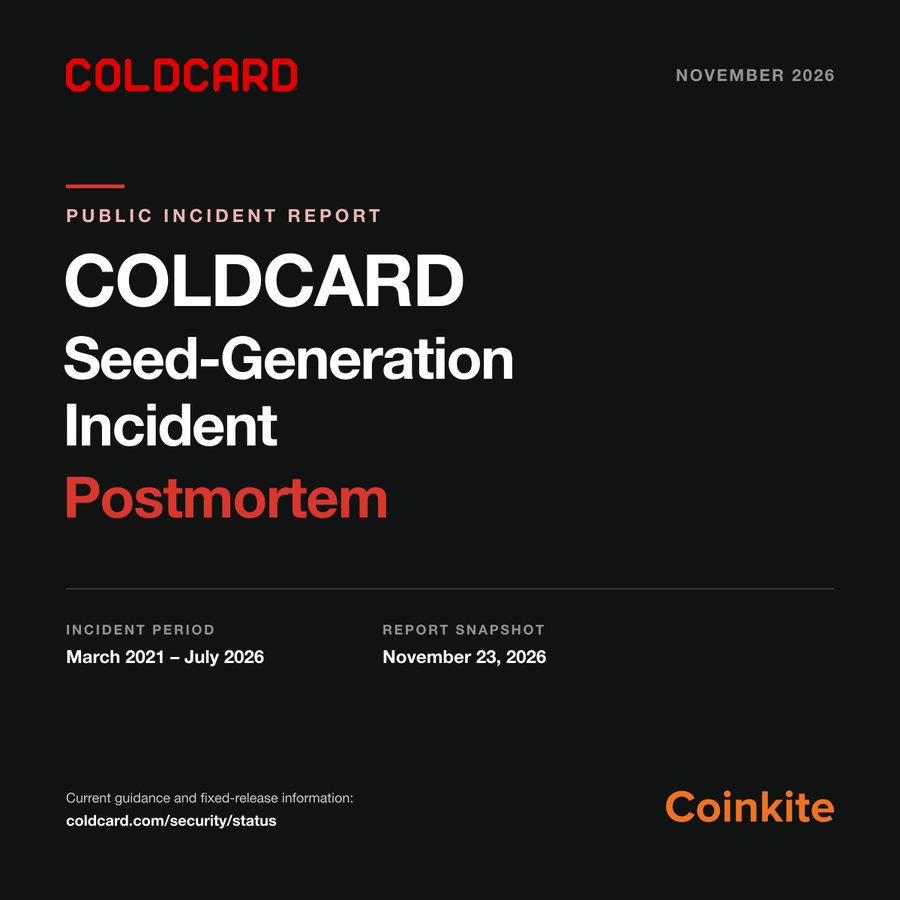 COLDCARD
NOVEMBER 2026
PUBLIC INCIDENT REPORT
COLDCARD
Seed-Generation
Incident
Postmortem
INCIDENT PERIOD
March 2021 – July 2026
REPORT SNAPSHOT
November 23, 2026
Current guidance and fixed-release information:
coldcard.com/security/status
Coinkite